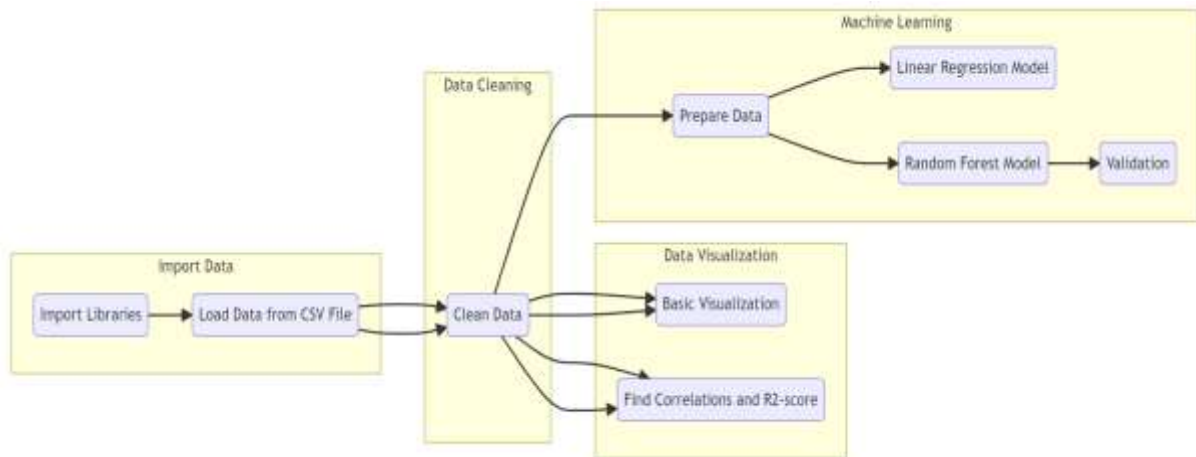 Machine Learning
Linear Regression Model
Data Cleaning
Prepare Data
Random Forest Model
Validation
Import Data
Data Visualization
Import Libraries
Load Data from CSV File
Clean Data
Basic Visualization
Find Correlations and R2-score